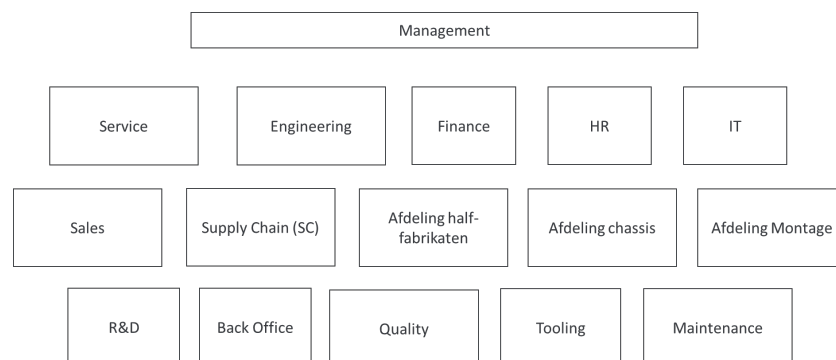 Management
Service
Engineering
Finance
HR
IT
Sales
Supply Chain (SC)
Afdeling half-
fabrikaten
Afdeling chassis
Afdeling Montage
R&D
Back Office
Quality
Tooling
Maintenance